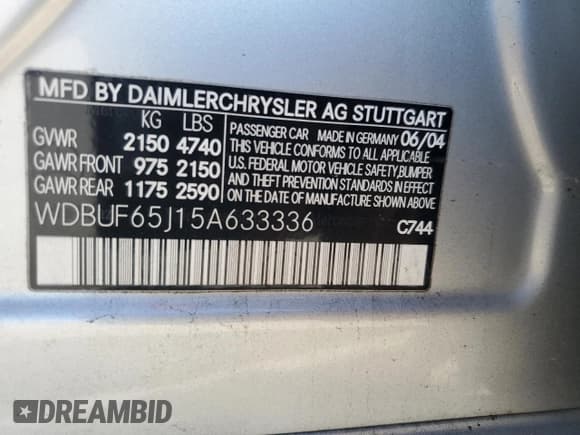 MFD BY DAIMLERCHRYSLER AG STUTTGART
KG LBS
GVWR 2150 4740
GAWR FRONT 975 2150
GAWR REAR 1175 2590
PASSENGER CAR MADE IN GERMANY 06/04
THIS VEHICLE CONFORMS TO ALL APPLICABLE
U.S. FEDERAL MOTOR VEHICLE SAFETY,BUMPER
AND THEFT PREVENTION STANDARDS IN EFFECT
ON THE DATE OF MANUFACTURE SHOWN ABOVE
WDBUF65J15A633336
C744
DREAMBID